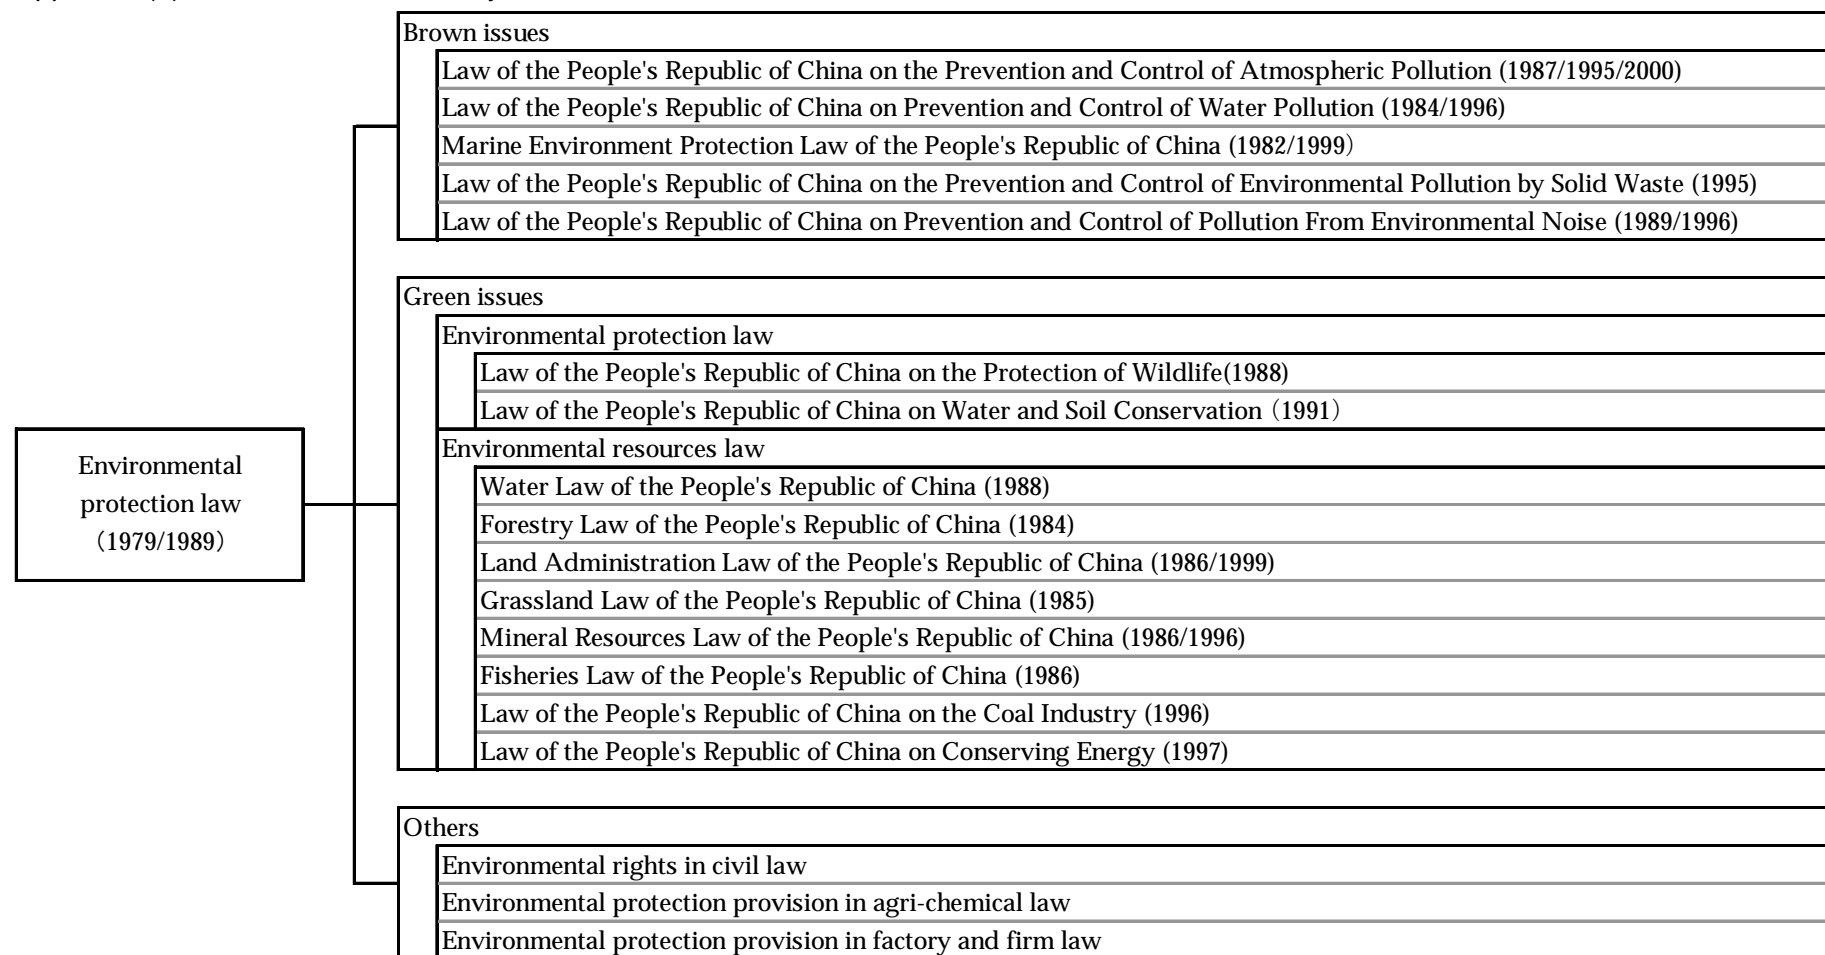 Brown issues
Law of the People's Republic of China on the Prevention and Control of Atmospheric Pollution (1987/1995/2000)
Law of the People's Republic of China on Prevention and Control of Water Pollution (1984/1996)
Marine Environment Protection Law of the People's Republic of China (1982/1999）
Law of the People's Republic of China on the Prevention and Control of Environmental Pollution by Solid Waste (1995)
Law of the People's Republic of China on Prevention and Control of Pollution From Environmental Noise (1989/1996)
Green issues
Environmental protection law
Law of the People's Republic of China on the Protection of Wildlife(1988)
Law of the People's Republic of China on Water and Soil Conservation（1991）
Environmental resources law
Environmental
protection law
（1979/1989）
Water Law of the People's Republic of China (1988)
Forestry Law of the People's Republic of China (1984)
Land Administration Law of the People's Republic of China (1986/1999)
Grassland Law of the People's Republic of China (1985)
Mineral Resources Law of the People's Republic of China (1986/1996)
Fisheries Law of the People's Republic of China (1986)
Law of the People's Republic of China on the Coal Industry (1996)
Law of the People's Republic of China on Conserving Energy (1997)
Others
Environmental rights in civil law
Environmental protection provision in agri-chemical law
Environmental protection provision in factory and firm law